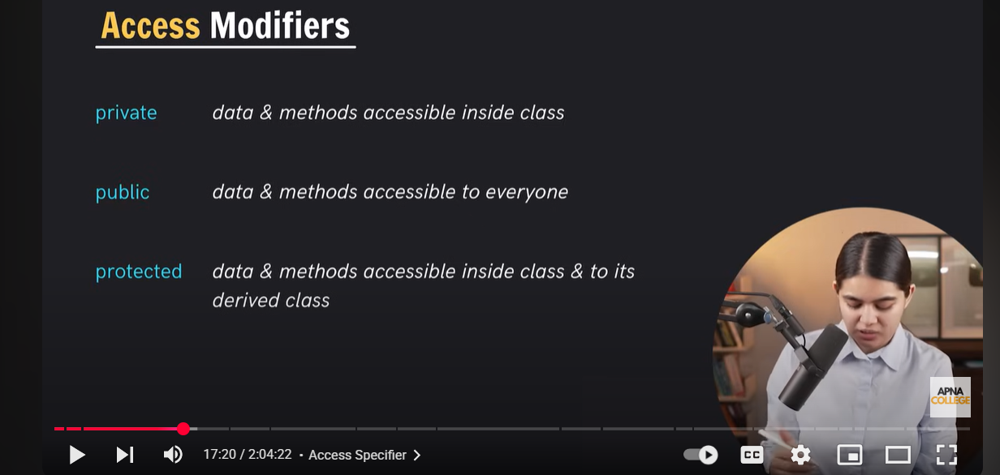 Access Modifiers
private data & methods accessible inside class
public data & methods accessible to everyone
protected data & methods accessible inside class & to its
derived class
APNA
COLLEGE
17:20 / 2:04:22 • Access Specifier
CC